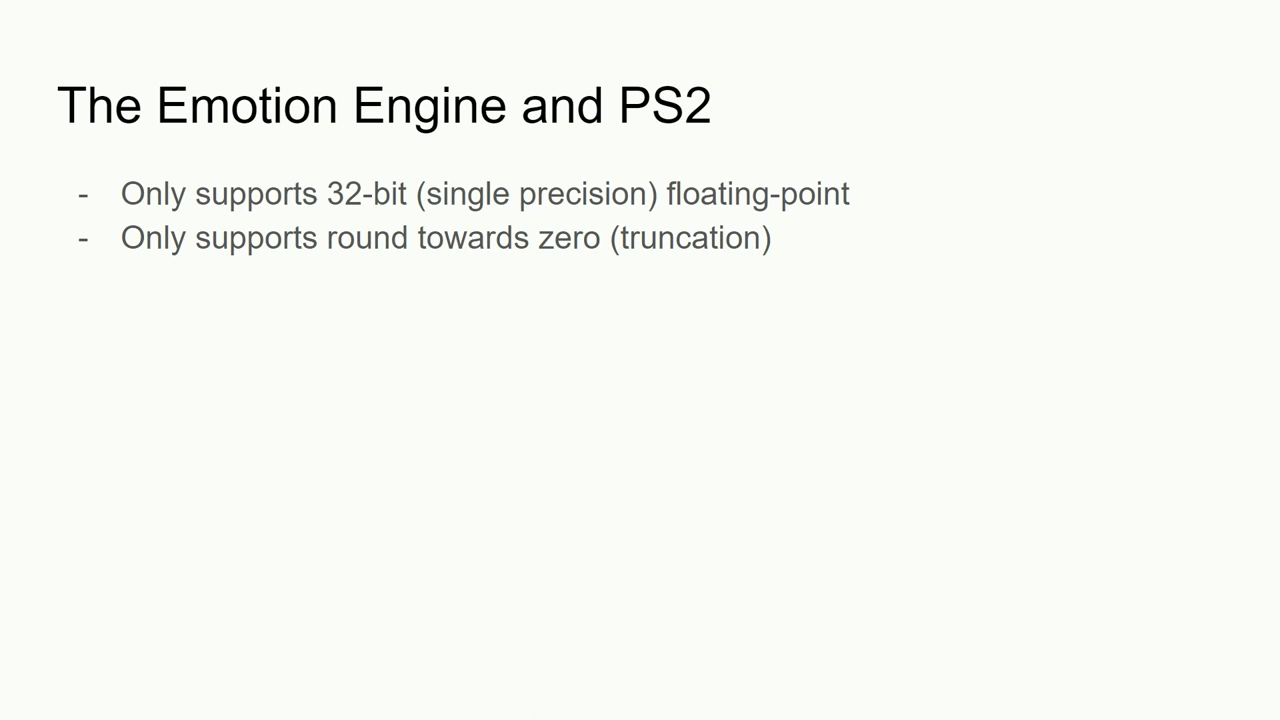 The Emotion Engine and PS2
- Only supports 32-bit (single precision) floating-point
- Only supports round towards zero (truncation)